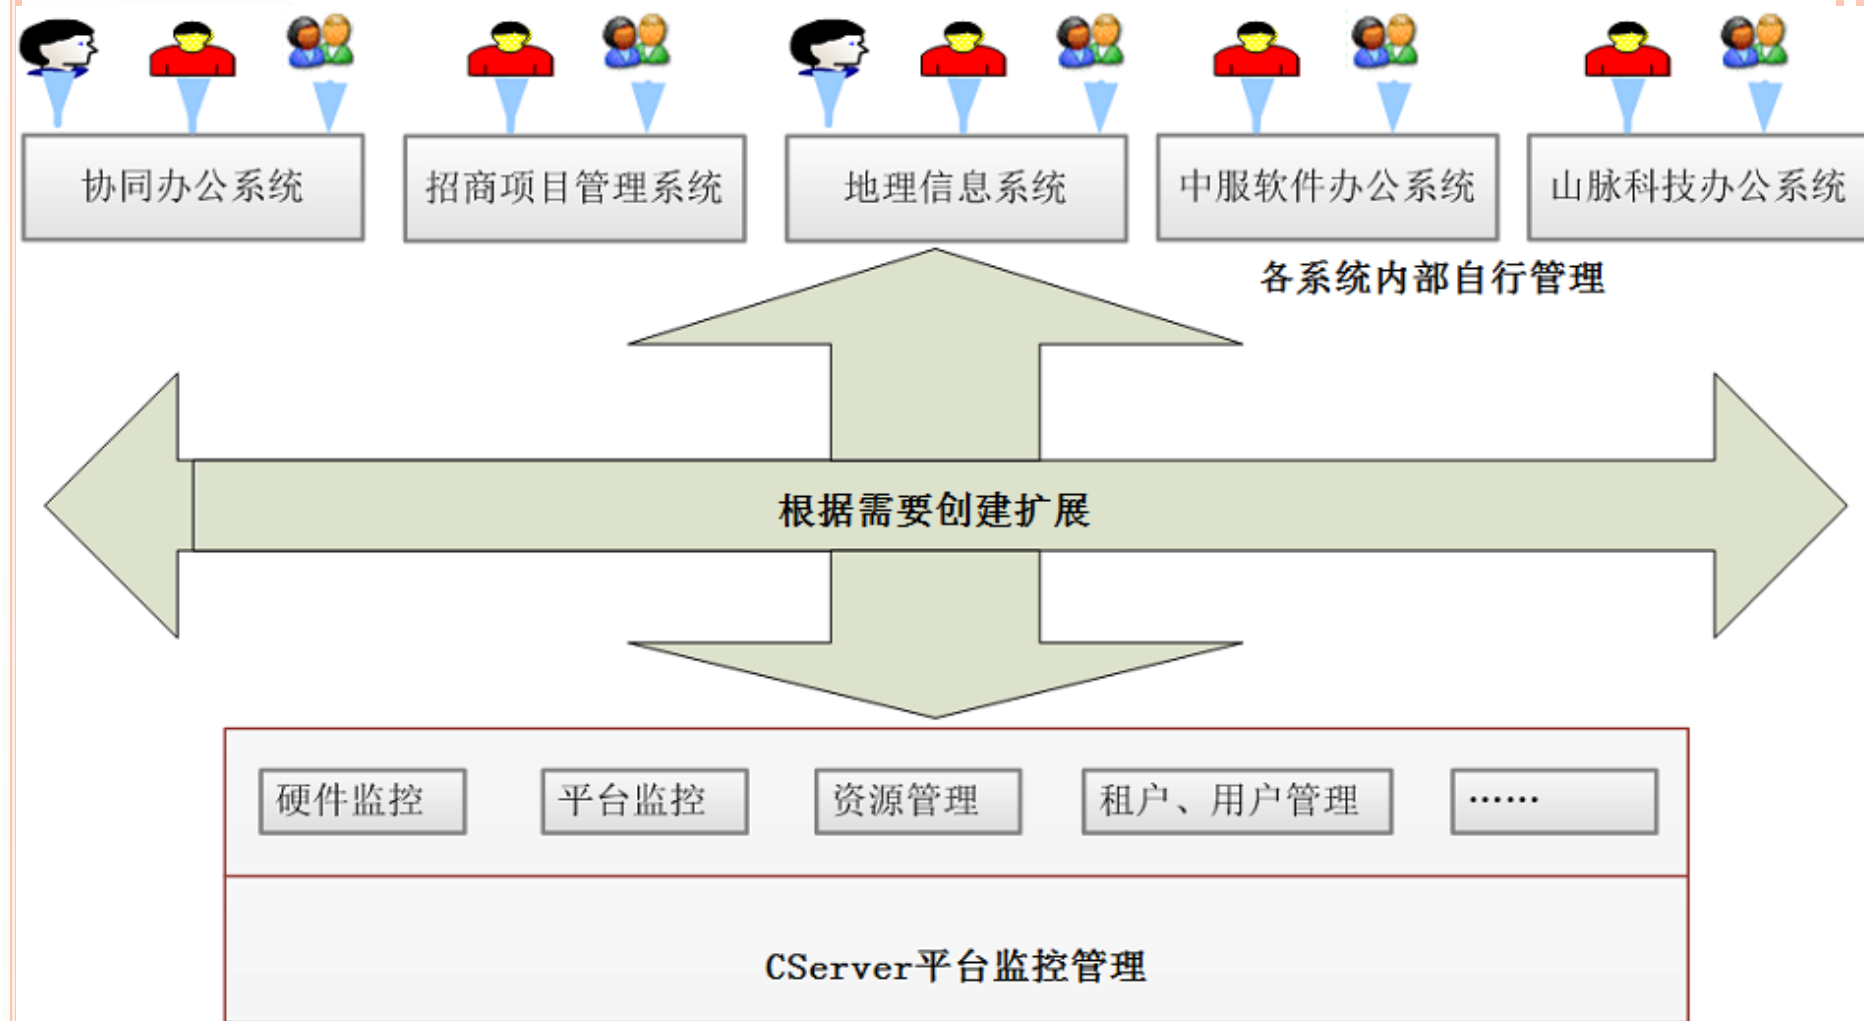 协同办公系统
招商项目管理系统
地理信息系统
中服软件办公系统
山脉科技办公系统
各系统内部自行管理
根据需要创建扩展
硬件监控
平台监控
资源管理
租户、用户管理
……
CServer平台监控管理